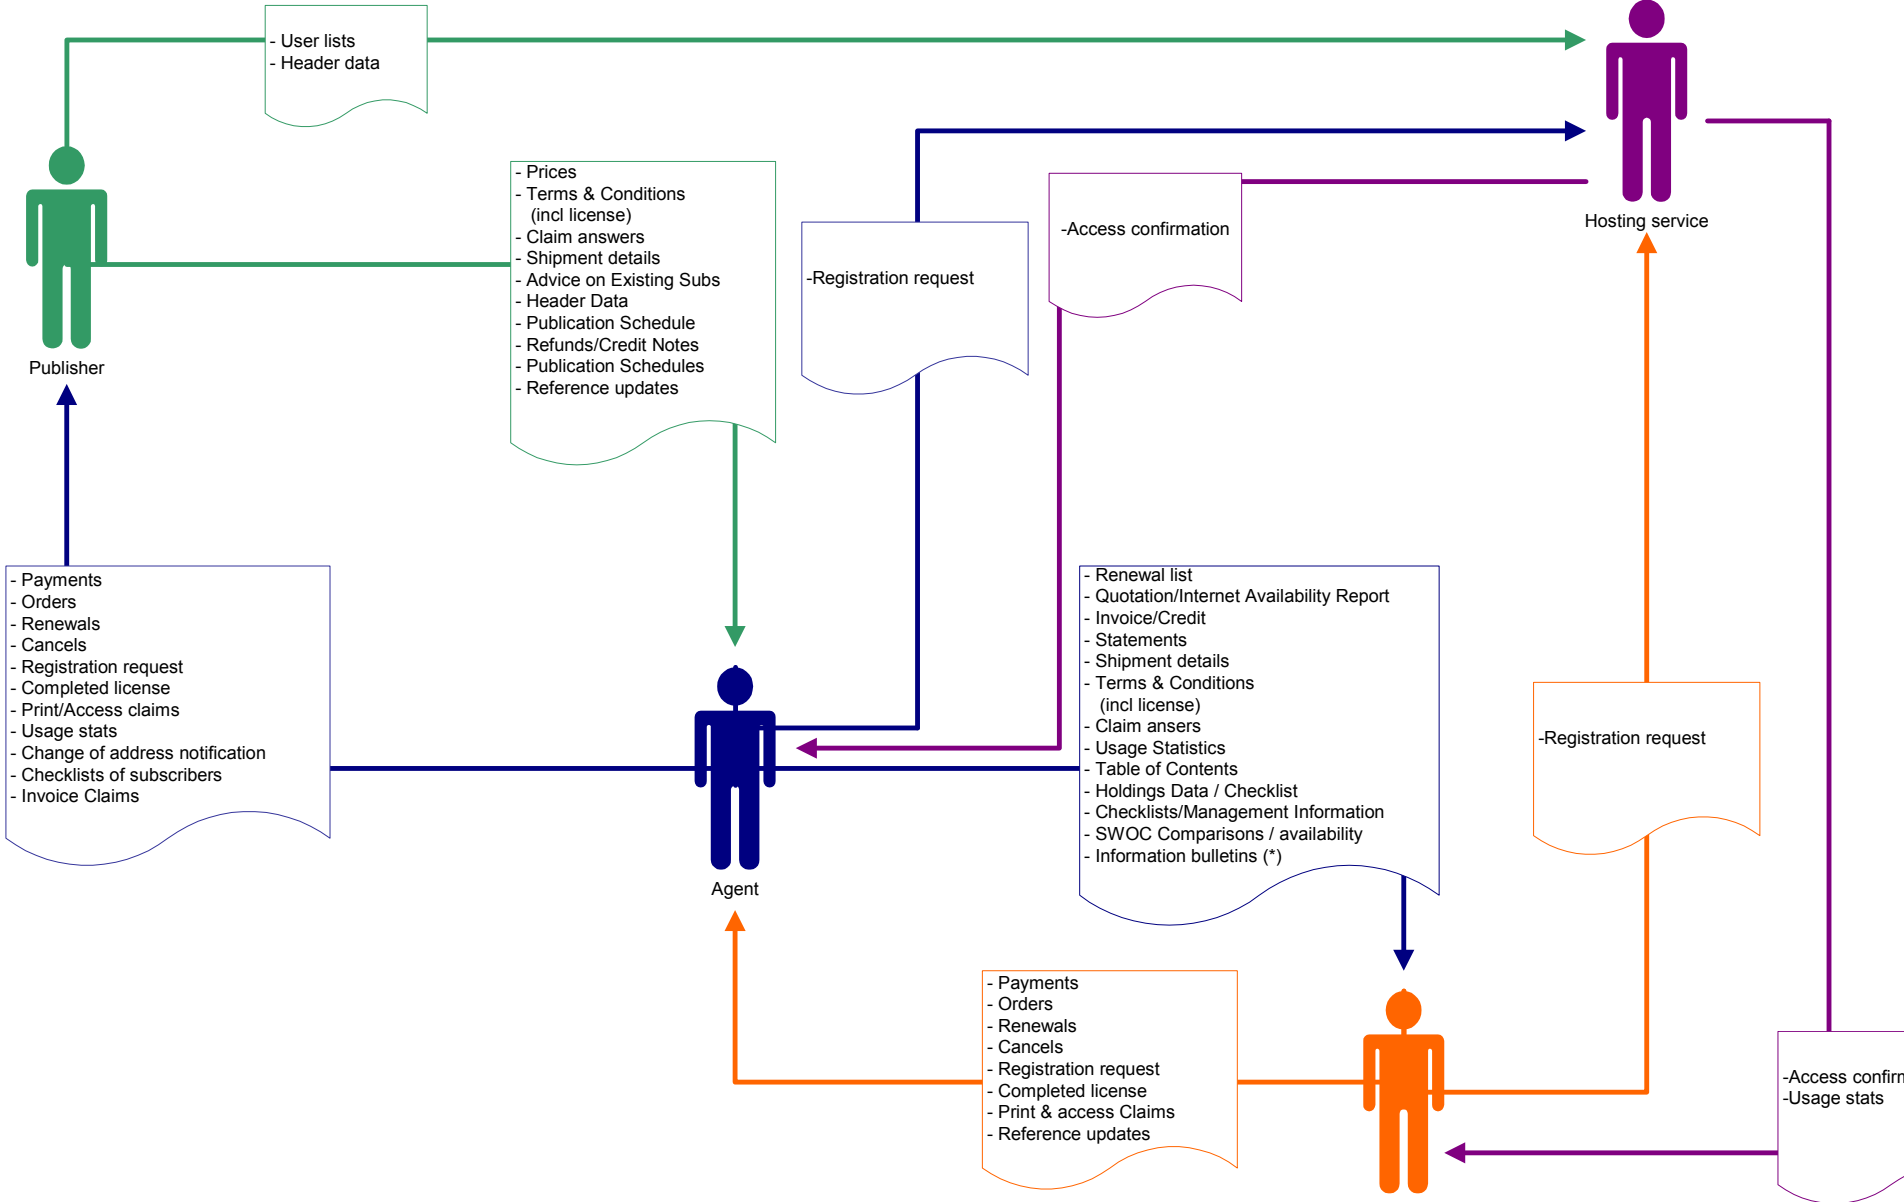 - User lists
- Header data
- Prices
- Terms & Conditions
(incl license)
- Claim answers
- Shipment details
- Advice on Existing Subs
- Header Data
- Publication Schedule
- Refunds/Credit Notes
- Publication Schedules
- Reference updates
-Registration request
-Access confirmation
Hosting service
Publisher
- Payments
- Orders
- Renewals
- Cancels
- Registration request
- Completed license
- Print/Access claims
- Usage stats
- Change of address notification
- Checklists of subscribers
- Invoice Claims
Agent
- Renewal list
- Quotation/Internet Availability Report
- Invoice/Credit
- Statements
- Shipment details
- Terms & Conditions
(incl license)
- Claim ansers
- Usage Statistics
- Table of Contents
- Holdings Data / Checklist
- Checklists/Management Information
- SWOC Comparisons / availability
- Information bulletins (*)
-Registration request
- Payments
- Orders
- Renewals
- Cancels
- Registration request
- Completed license
- Print & access Claims
- Reference updates
-Access confirm
-Usage stats